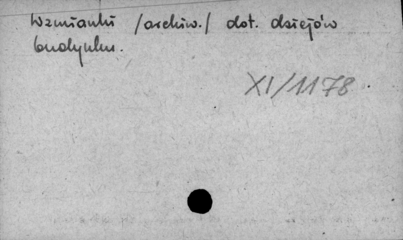 Wzmianki /archiw./ dot. dziejów
budynku.
XI/1178